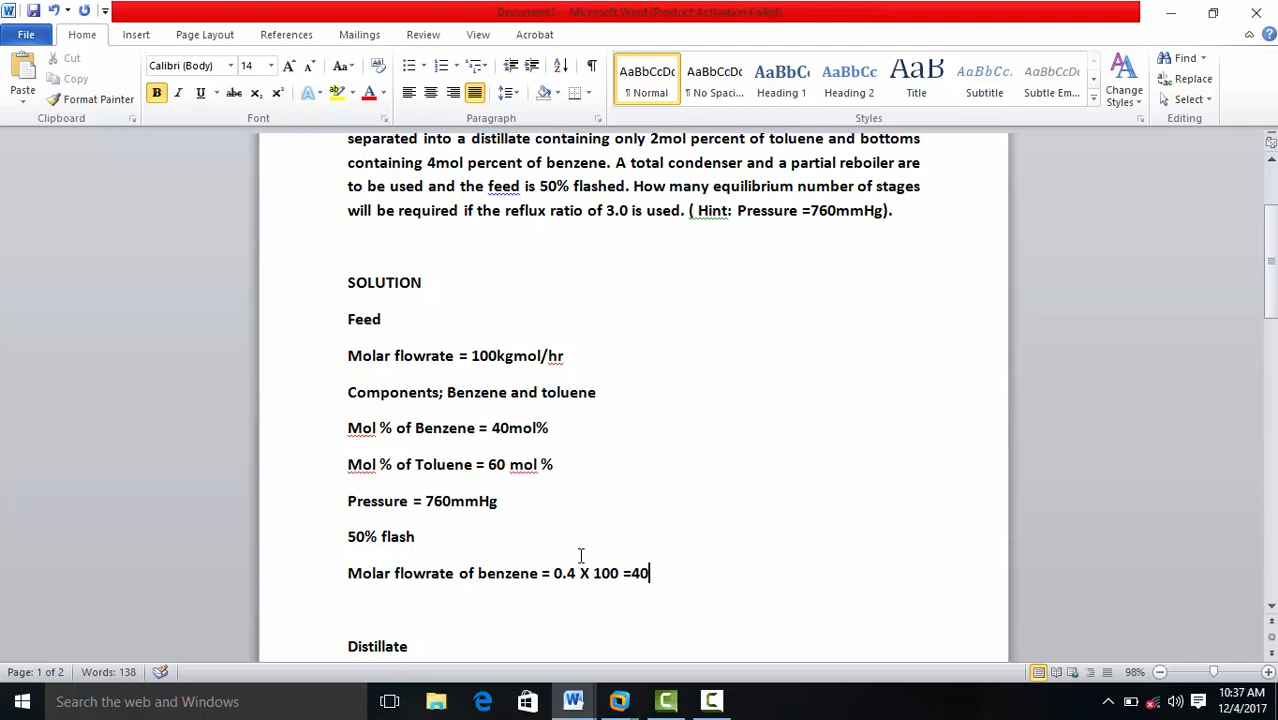 Document1 - Microsoft Word (Product Activation Failed)
File Home Insert Page Layout References Mailings Review View Acrobat
Paste
Cut
Copy
Format Painter
Clipboard
Calibri (Body) 14
Font
Paragraph
AaBbCcDc AaBbCcDc AaBbC AaBbCc AaB AaBbCcL AaBbCcDc
¶ Normal ¶ No Spaci... Heading 1 Heading 2 Title Subtitle Subtle Em...
Change Styles
Styles
Find
Replace
Select
Editing
separated into a distillate containing only 2mol percent of toluene and bottoms
containing 4mol percent of benzene. A total condenser and a partial reboiler are
to be used and the feed is 50% flashed. How many equilibrium number of stages
will be required if the reflux ratio of 3.0 is used. ( Hint: Pressure =760mmHg).
SOLUTION
Feed
Molar flowrate = 100kgmol/hr
Components; Benzene and toluene
Mol % of Benzene = 40mol%
Mol % of Toluene = 60 mol %
Pressure = 760mmHg
50% flash
Molar flowrate of benzene = 0.4 X 100 =40
Distillate
Page: 1 of 2 Words: 138 98%
Search the web and Windows
10:37 AM
12/4/2017